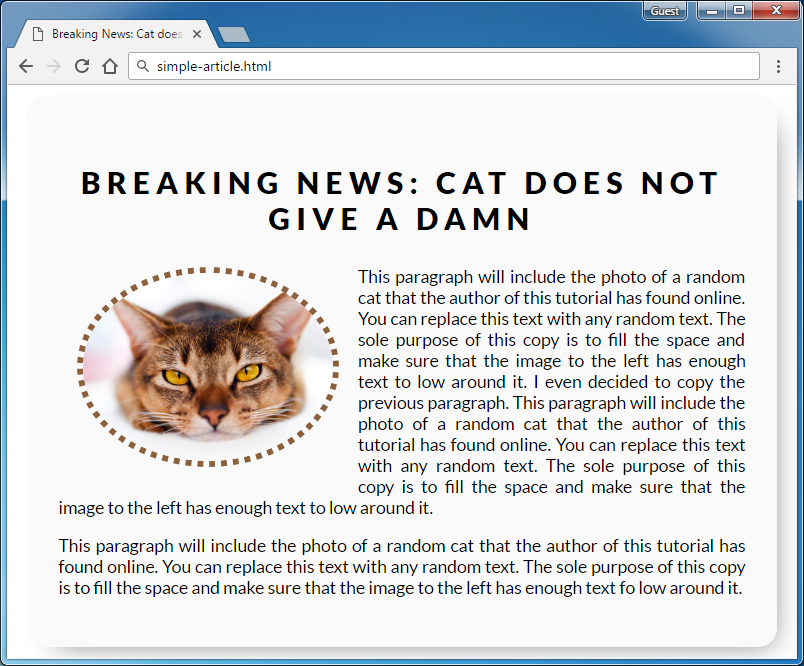 Guest
Breaking News: Cat does
simple-article.html
BREAKING NEWS: CAT DOES NOT
GIVE A DAMN
This paragraph will include the photo of a random
cat that the author of this tutorial has found online.
You can replace this text with any random text. The
sole purpose of this copy is to fill the space and
make sure that the image to the left has enough
text to low around it. I even decided to copy the
previous paragraph. This paragraph will include the
photo of a random cat that the author of this
tutorial has found online. You can replace this text
with any random text. The sole purpose of this
copy is to fill the space and make sure that the
image to the left has enough text to low around it.
This paragraph will include the photo of a random cat that the author of this tutorial has
found online. You can replace this text with any random text. The sole purpose of this copy
is to fill the space and make sure that the image to the left has enough text fo low around it.